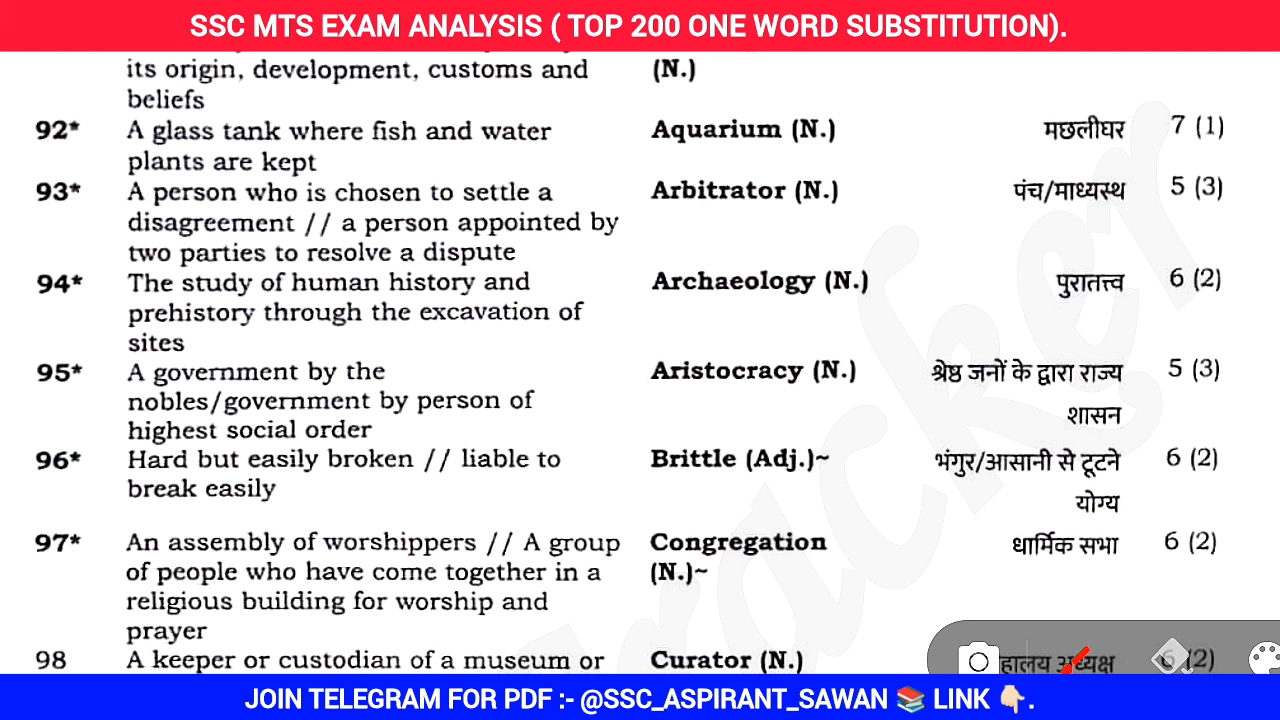 SSC MTS EXAM ANALYSIS ( TOP 200 ONE WORD SUBSTITUTION).
its origin, development, customs and (N.)
beliefs
92* A glass tank where fish and water Aquarium (N.) मछलीघर 7 (1)
plants are kept
93* A person who is chosen to settle a Arbitrator (N.) पंच/माध्यस्थ 5 (3)
disagreement // a person appointed by
two parties to resolve a dispute
94* The study of human history and Archaeology (N.) पुरातत्त्व 6 (2)
prehistory through the excavation of
sites
95* A government by the Aristocracy (N.) श्रेष्ठ जनों के द्वारा राज्य 5 (3)
nobles/government by person of शासन
highest social order
96* Hard but easily broken // liable to Brittle (Adj.)~ भंगुर/आसानी से टूटने 6 (2)
break easily योग्य
97* An assembly of worshippers // A group Congregation धार्मिक सभा 6 (2)
of people who have come together in a (N.)~
religious building for worship and
prayer
98 A keeper or custodian of a museum or Curator (N.) अध्यक्ष 6 (2)
JOIN TELEGRAM FOR PDF :- @SSC_ASPIRANT_SAWAN 📚 LINK 👇🏻.